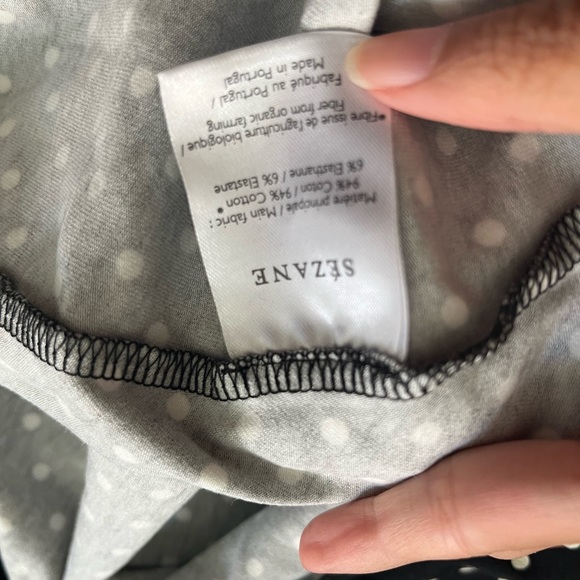 SÉZANE
Matière principale / Main fabric :
94% Coton / 94% Cotton *
6% Elasthanne / 6% Elastane
*Fibre issue de l'agriculture biologique /
Fiber from organic farming
Fabriqué au Portugal /
Made in Portugal